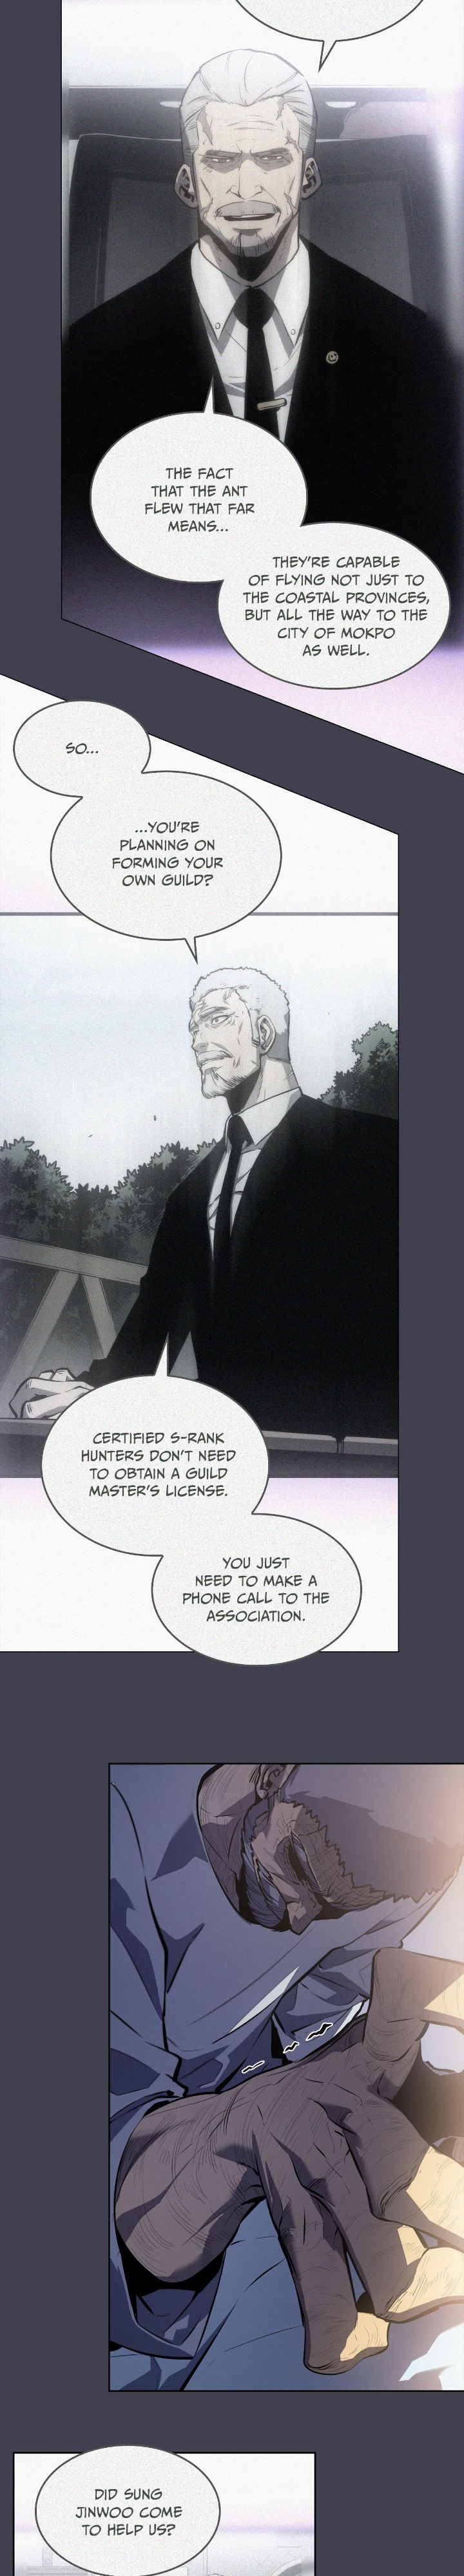 THE FACT
THAT THE ANT
FLEW THAT FAR
MEANS...
THEY'RE CAPABLE
OF FLYING NOT JUST TO
THE COASTAL PROVINCES,
BUT ALL THE WAY TO THE
CITY OF MOKPO
AS WELL.
SO...
...YOU'RE
PLANNING ON
FORMING YOUR
OWN GUILD?
CERTIFIED S-RANK
HUNTERS DON'T NEED
TO OBTAIN A GUILD
MASTER'S LICENSE.
YOU JUST
NEED TO MAKE A
PHONE CALL TO THE
ASSOCIATION.
DID SUNG
JINWOO COME
TO HELP US?